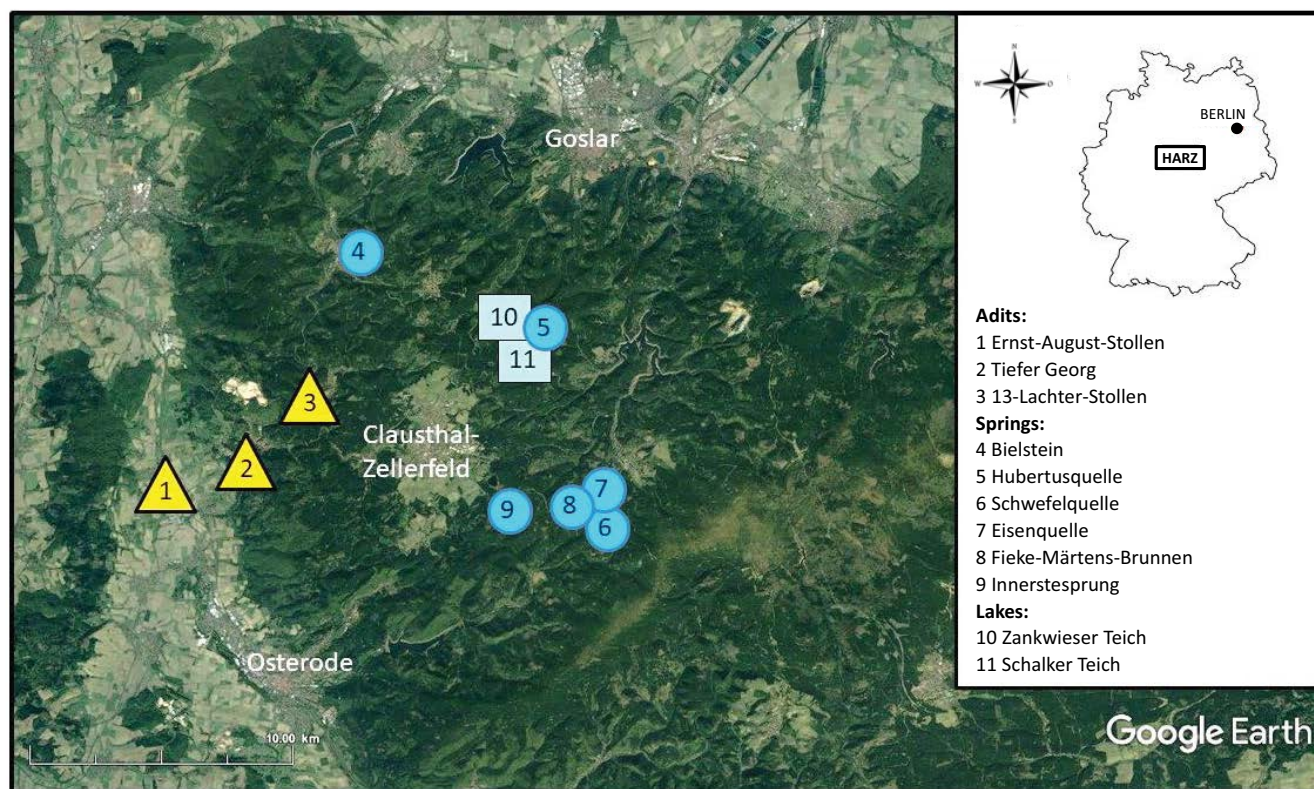 Goslar
4
10
5
11
3
Clausthal-
Zellerfeld
2
1
7
8
9
6
Osterode
10.00 km
N
W
O
S
BERLIN
HARZ
Adits:
1 Ernst-August-Stollen
2 Tiefer Georg
3 13-Lachter-Stollen
Springs:
4 Bielstein
5 Hubertusquelle
6 Schwefelquelle
7 Eisenquelle
8 Fieke-Märtens-Brunnen
9 Innerstesprung
Lakes:
10 Zankwieser Teich
11 Schalker Teich
Google Earth